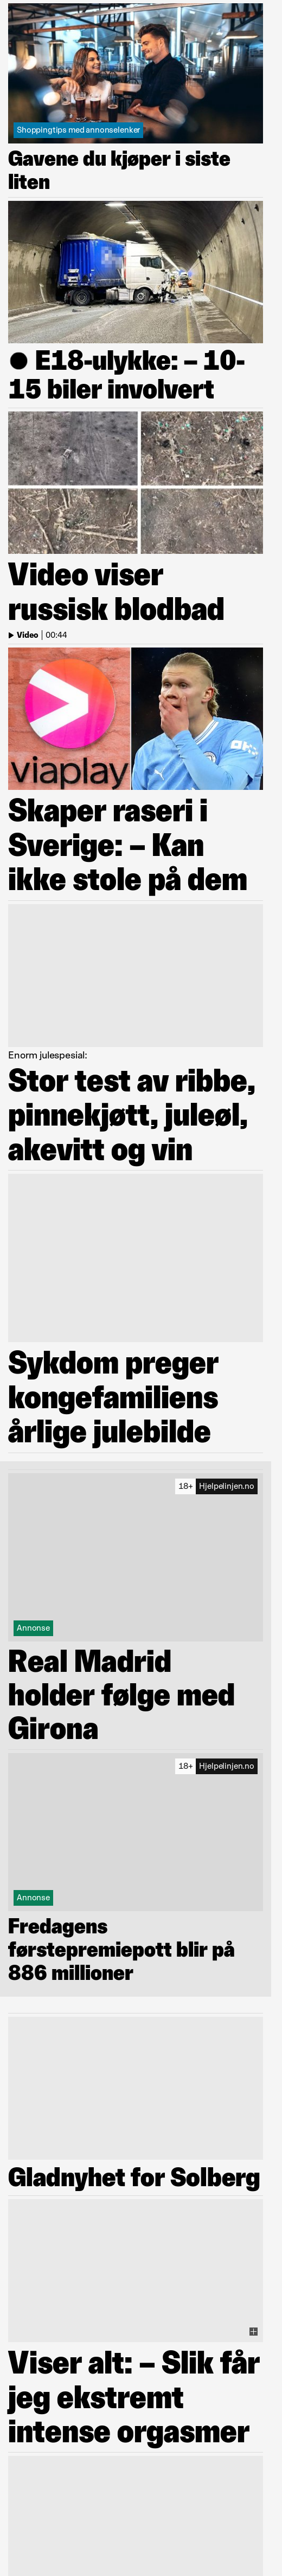 Shoppingtips med annonselenker
Gavene du kjøper i siste
liten
● E18-ulykke: – 10-
15 biler involvert
Video viser
russisk blodbad
Video | 00:44
viaplay
Skaper raseri i
Sverige: – Kan
ikke stole på dem
Enorm julespesial:
Stor test av ribbe,
pinnekjøtt, juleøl,
akevitt og vin
Sykdom preger
kongefamiliens
årlige julebilde
18+ Hjelpelinjen.no
Annonse
Real Madrid
holder følge med
Girona
18+ Hjelpelinjen.no
Annonse
Fredagens
førstepremiepott blir på
886 millioner
Gladnyhet for Solberg
Viser alt: – Slik får
jeg ekstremt
intense orgasmer